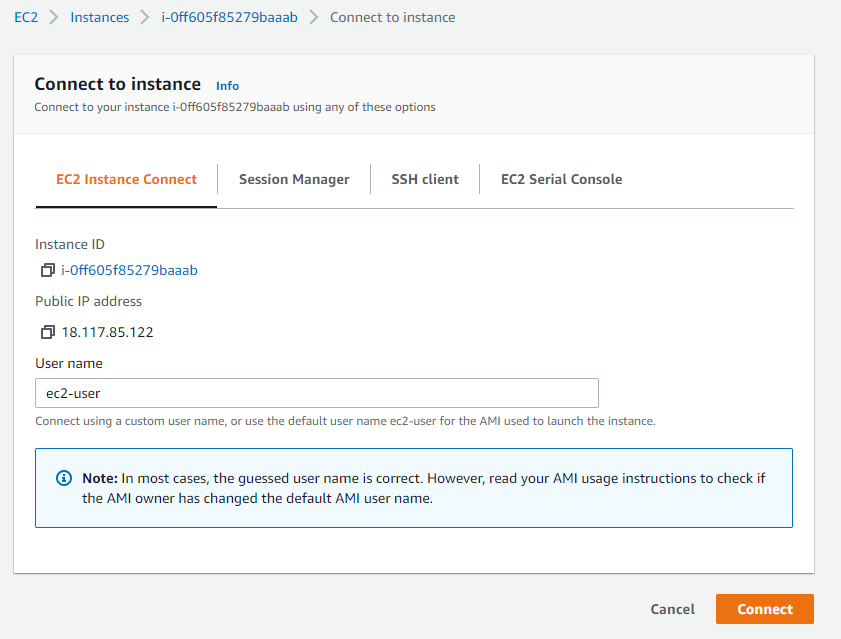 EC2 > Instances > i-0ff605f85279baaab > Connect to instance
Connect to instance Info
Connect to your instance i-0ff605f85279baaab using any of these options
EC2 Instance Connect Session Manager SSH client EC2 Serial Console
Instance ID
i-0ff605f85279baaab
Public IP address
18.117.85.122
User name
ec2-user
Connect using a custom user name, or use the default user name ec2-user for the AMI used to launch the instance.
Note: In most cases, the guessed user name is correct. However, read your AMI usage instructions to check if
the AMI owner has changed the default AMI user name.
Cancel Connect